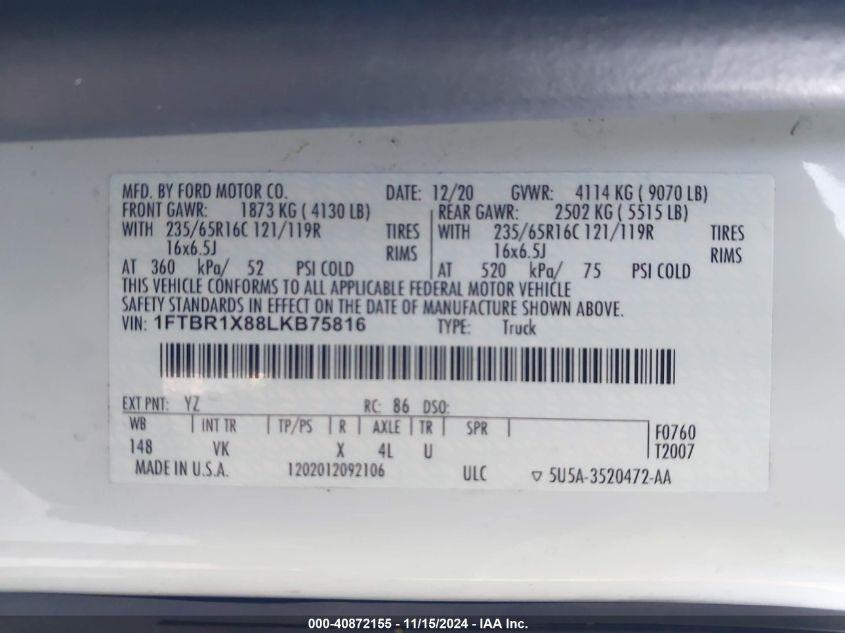 MFD. BY FORD MOTOR CO. DATE: 12/20 GVWR: 4114 KG ( 9070 LB)
FRONT GAWR: 1873 KG ( 4130 LB) REAR GAWR: 2502 KG ( 5515 LB)
WITH 235/65R16C 121/119R TIRES WITH 235/65R16C 121/119R TIRES
16x6.5J RIMS 16x6.5J RIMS
AT 360 kPa/ 52 PSI COLD AT 520 kPa/ 75 PSI COLD
THIS VEHICLE CONFORMS TO ALL APPLICABLE FEDERAL MOTOR VEHICLE
SAFETY STANDARDS IN EFFECT ON THE DATE OF MANUFACTURE SHOWN ABOVE.
VIN: 1FTBR1X88LKB75816 TYPE: Truck
EXT PNT: YZ RC: 86 DSO:
WB INT TR TP/PS R AXLE TR SPR F0760
148 VK X 4L U T2007
MADE IN U.S.A. 1202012092106 ULC ▽ 5U5A-3520472-AA
000-40872155 - 11/15/2024 - IAA Inc.